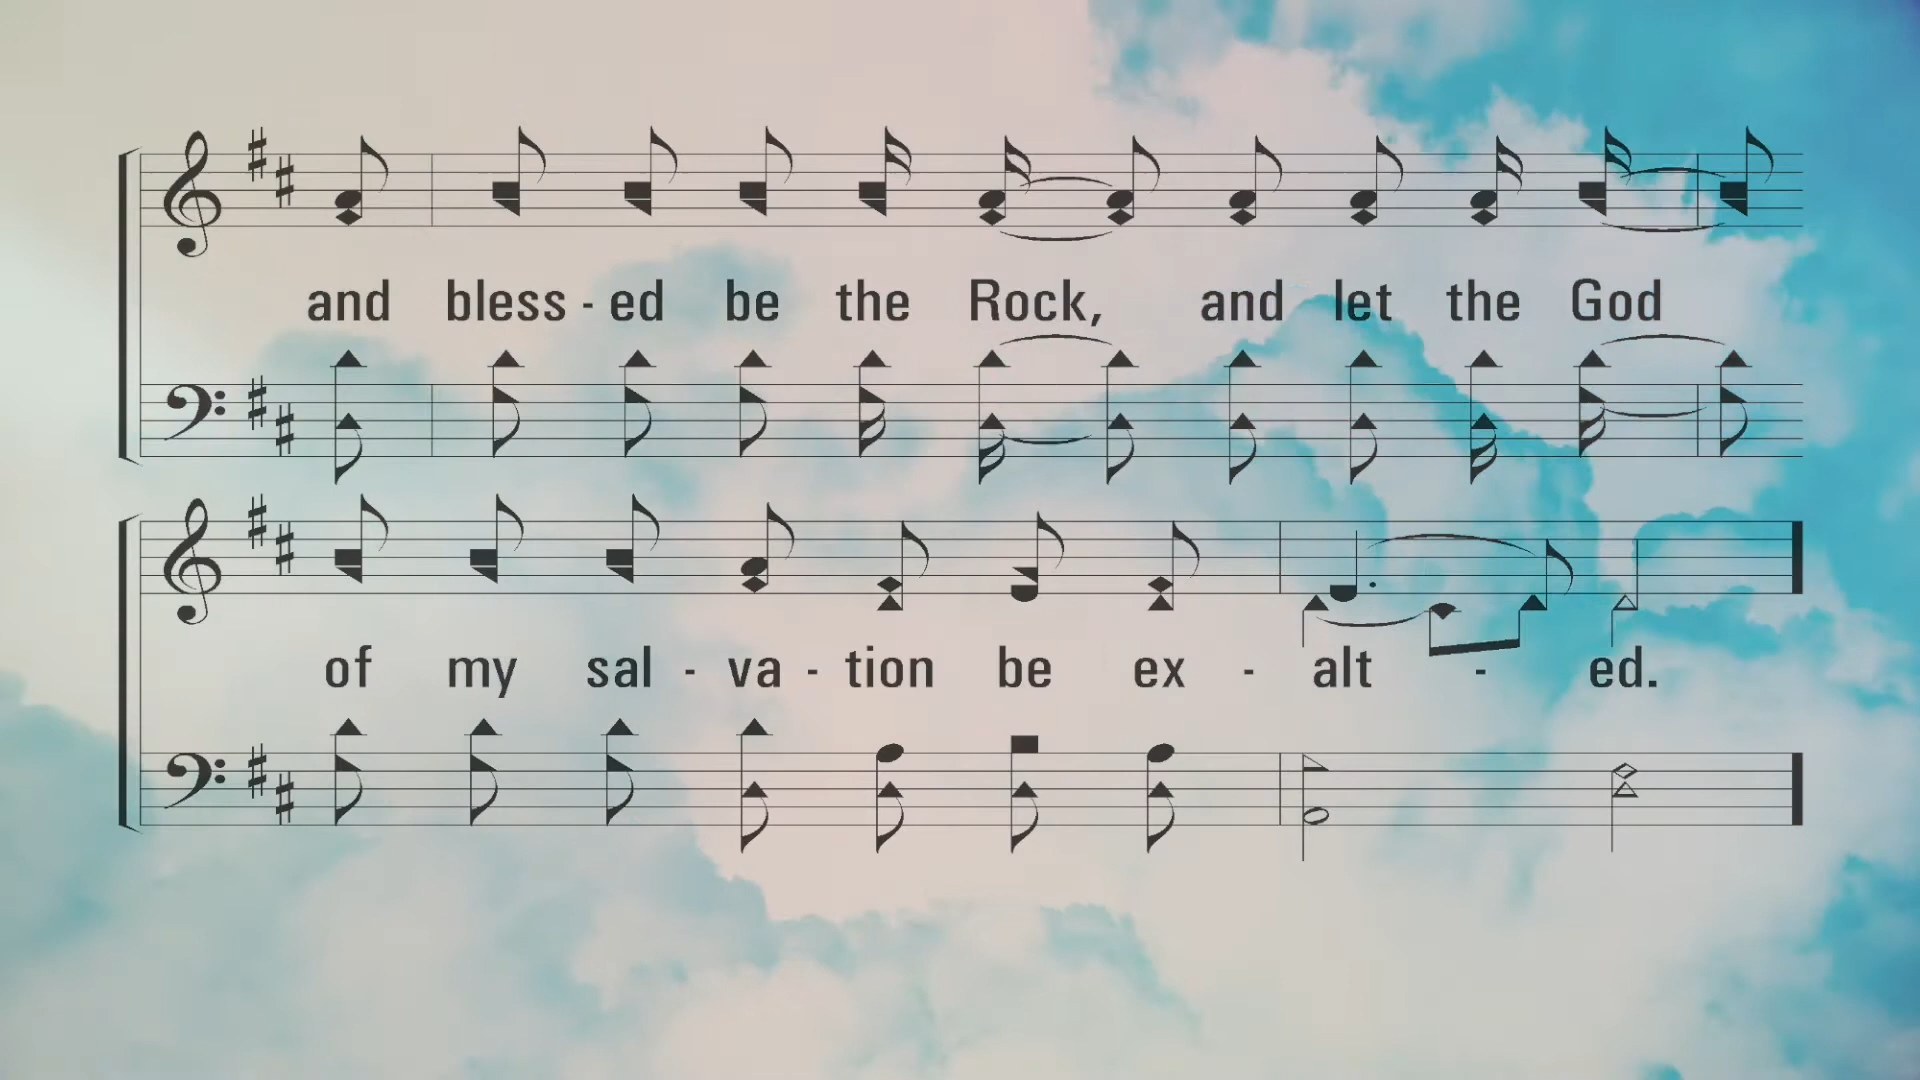 and bless - ed be the Rock, and let the God
of my sal - va - tion be ex - alt - ed.